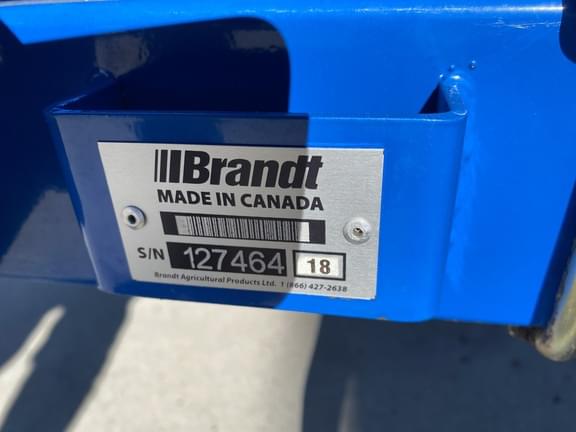 Brandt
MADE IN CANADA
S/N 127464 18
Brandt Agricultural Products Ltd. 1 (866) 427-2638